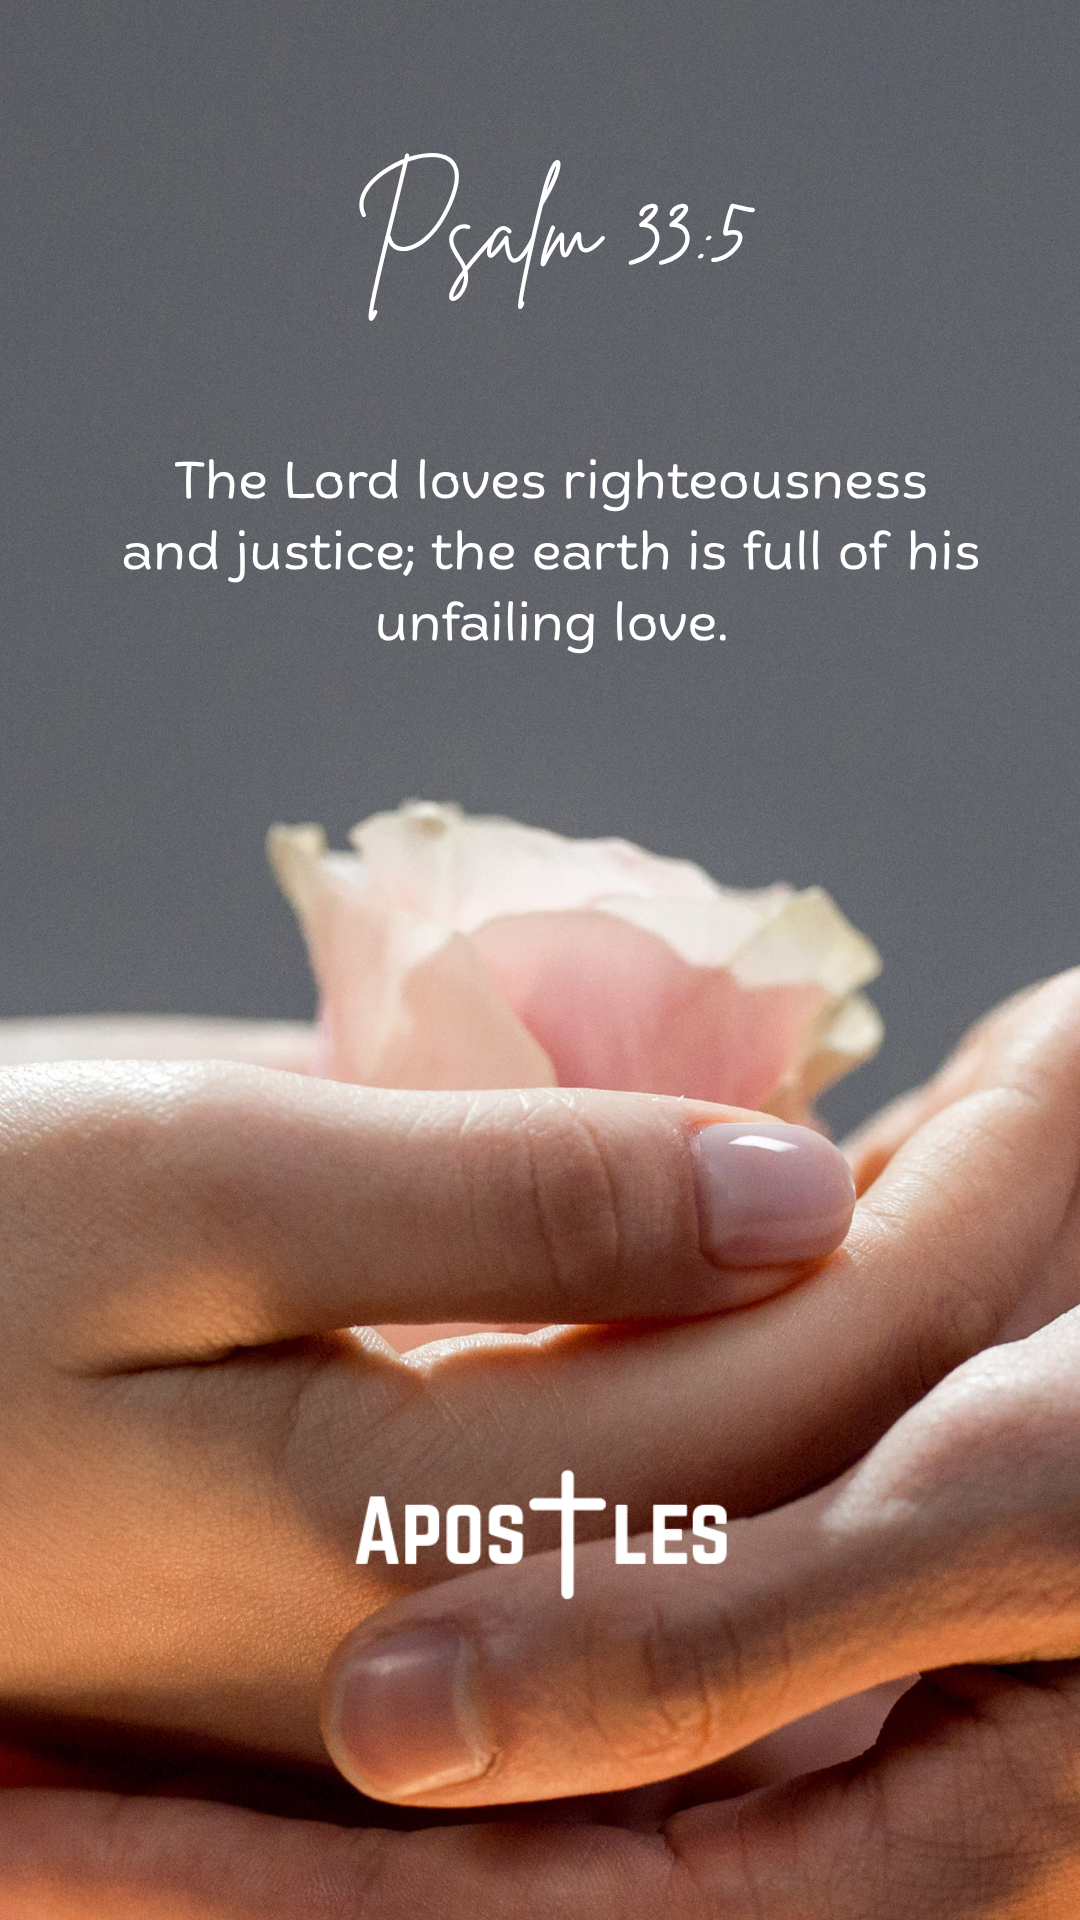 Psalm 33:5
The Lord loves righteousness
and justice; the earth is full of his
unfailing love.
APOSTLES